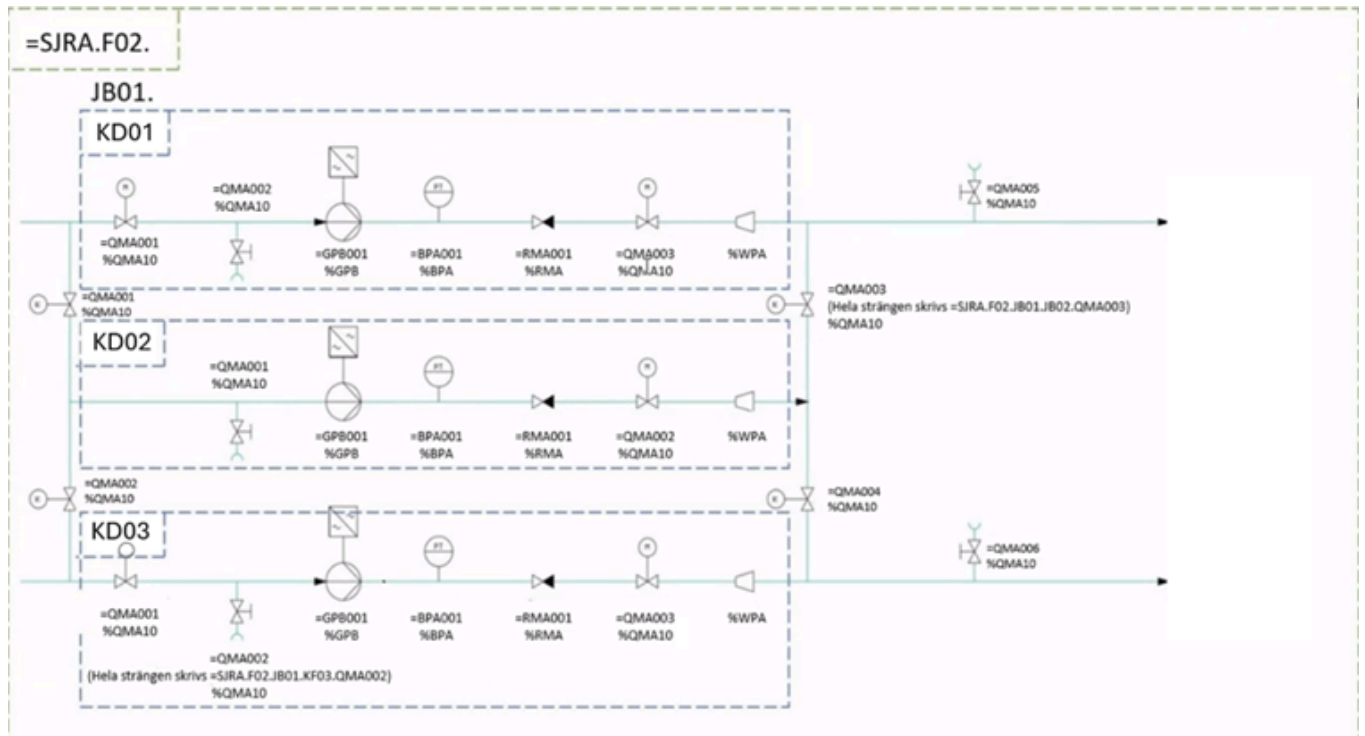 =SJRA.F02.
JB01.
KD01
=QMA002
%QMA10
PT
M
M
=QMA005
%QMA10
=QMA001
%QMA10
=GPB001
%GPB
=BPA001
%BPA
=RMA001
%RMA
=QMA003
%QMA10
%WPA
K
=QMA001
%QMA10
K
=QMA003
(Hela strängen skrivs =SJRA.F02.JB01.JB02.QMA003)
%QMA10
KD02
=QMA001
%QMA10
PT
M
=GPB001
%GPB
=BPA001
%BPA
=RMA001
%RMA
=QMA002
%QMA10
%WPA
K
=QMA002
%QMA10
K
=QMA004
%QMA10
KD03
PT
M
=QMA006
%QMA10
=QMA001
%QMA10
=GPB001
%GPB
=BPA001
%BPA
=RMA001
%RMA
=QMA003
%QMA10
%WPA
=QMA002
(Hela strängen skrivs =SJRA.F02.JB01.KF03.QMA002)
%QMA10